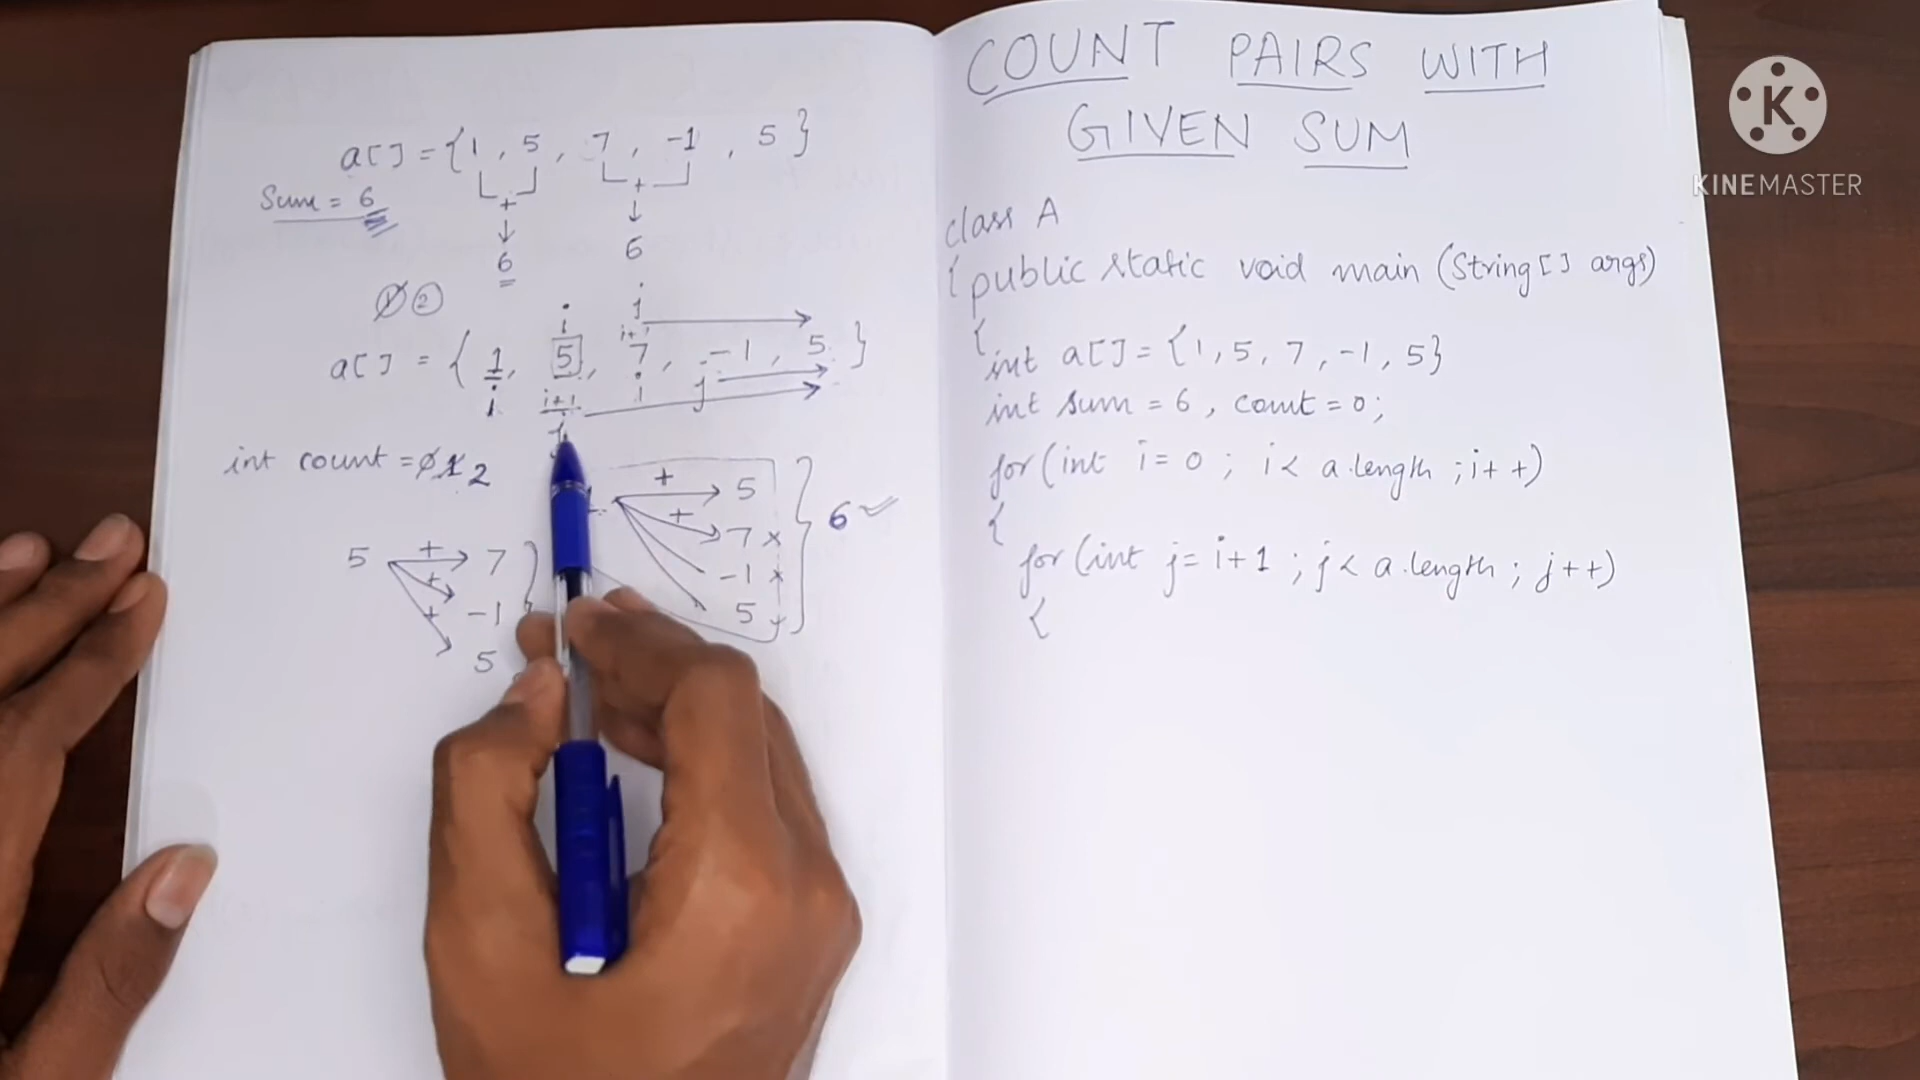 a[] = {1, 5, 7, -1, 5}
Sum = 6
+ +
6 6
1 2
i j
i+1
a[] = { 1, 5, 7, -1, 5 }
i i+1 i j
j
int count = 0 1 2
+ 5
+ 7 x
-1 x
5
6
5 + 7
+ -1
+ 5
COUNT PAIRS WITH
GIVEN SUM
class A
{ public static void main (String[] args)
{
int a[] = {1, 5, 7, -1, 5}
int sum = 6, count = 0;
for (int i = 0 ; i < a.length ; i++)
{
for (int j = i+1 ; j < a.length ; j++)
{
K
KINEMASTER